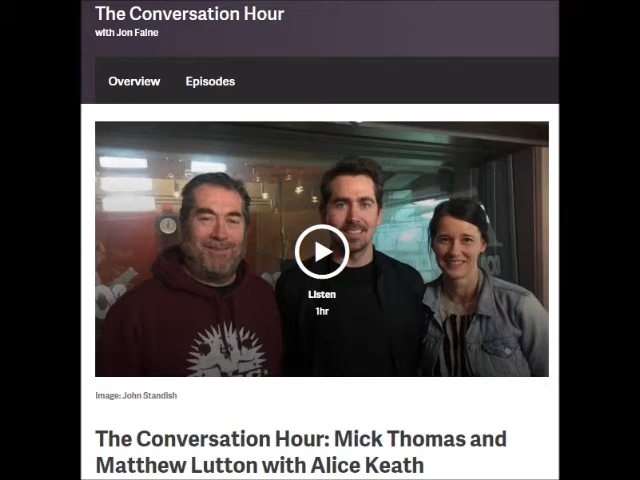 The Conversation Hour
with Jon Faine
Overview Episodes
Listen
1hr
Image: John Standish
The Conversation Hour: Mick Thomas and
Matthew Lutton with Alice Keath